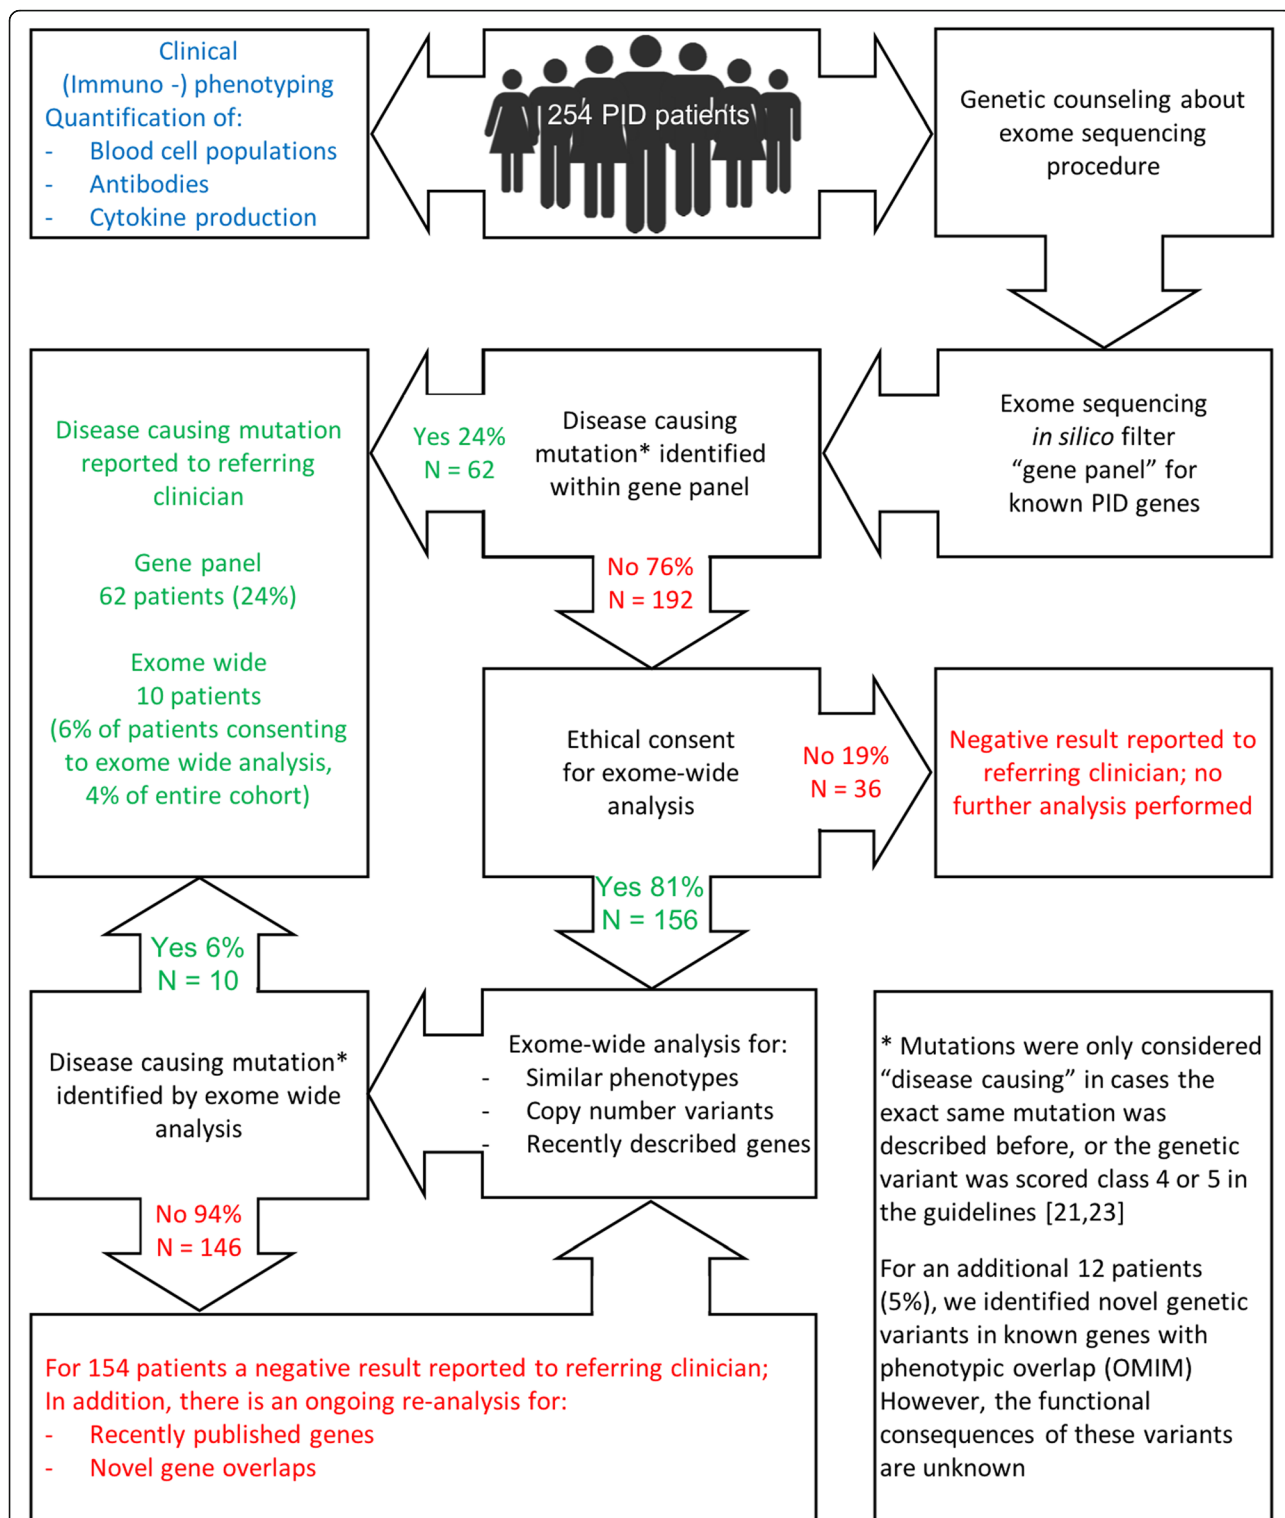 Clinical
(Immuno -) phenotyping
Quantification of:
- Blood cell populations
- Antibodies
- Cytokine production
254 PID patients
Genetic counseling about
exome sequencing
procedure
Exome sequencing
in silico filter
“gene panel” for
known PID genes
Disease causing
mutation* identified
within gene panel
Yes 24%
N = 62
No 76%
N = 192
Disease causing mutation
reported to referring
clinician
Gene panel
62 patients (24%)
Exome wide
10 patients
(6% of patients consenting
to exome wide analysis,
4% of entire cohort)
Ethical consent
for exome-wide
analysis
No 19%
N = 36
Negative result reported to
referring clinician; no
further analysis performed
Yes 81%
N = 156
Exome-wide analysis for:
- Similar phenotypes
- Copy number variants
- Recently described genes
Disease causing mutation*
identified by exome wide
analysis
Yes 6%
N = 10
No 94%
N = 146
For 154 patients a negative result reported to referring clinician;
In addition, there is an ongoing re-analysis for:
- Recently published genes
- Novel gene overlaps
* Mutations were only considered
“disease causing” in cases the
exact same mutation was
described before, or the genetic
variant was scored class 4 or 5 in
the guidelines [21,23]
For an additional 12 patients
(5%), we identified novel genetic
variants in known genes with
phenotypic overlap (OMIM)
However, the functional
consequences of these variants
are unknown